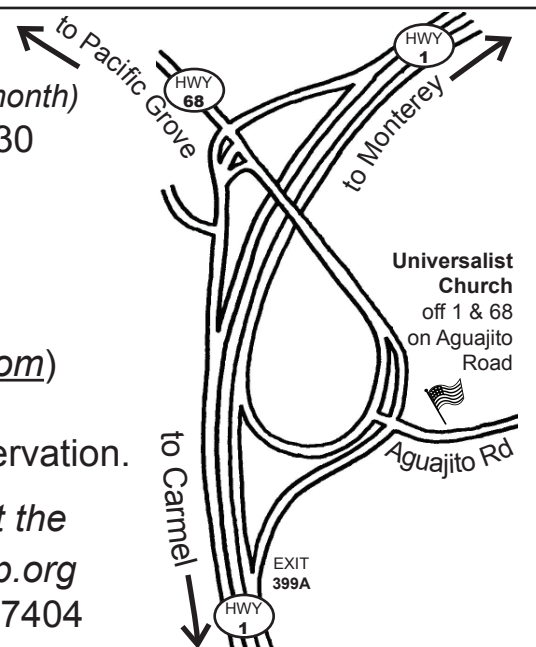 month)
30
om)
ervation.
t the
o.org
7404
to Pacific Grove
HWY
68
HWY
1
to Monterey
Universalist
Church
off 1 & 68
on Aguajito
Road
Aguajito Rd
to Carmel
EXIT
399A
HWY
1